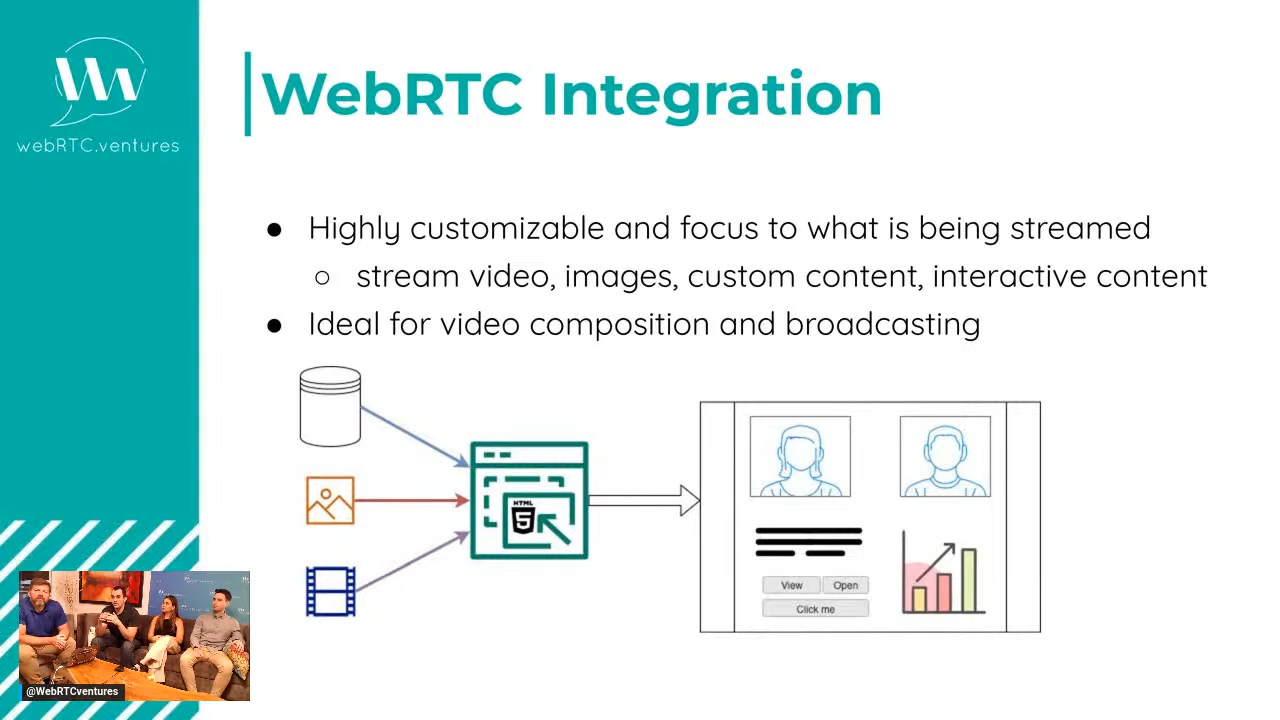 webRTC.ventures
WebRTC Integration
● Highly customizable and focus to what is being streamed
○ stream video, images, custom content, interactive content
● Ideal for video composition and broadcasting
HTML
5
View
Open
Click me
@WebRTCventures